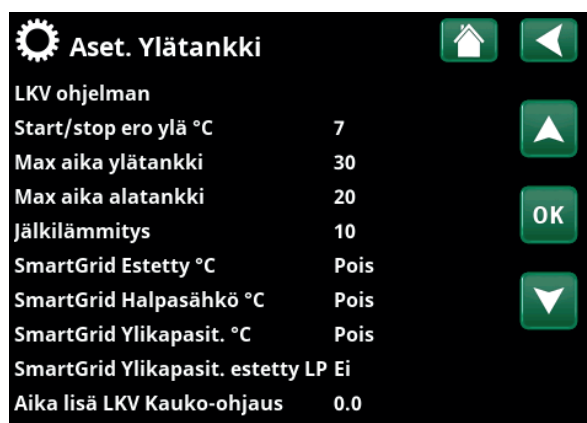 Aset. Ylätankki
LKV ohjelman
Start/stop ero ylä °C 7
Max aika ylätankki 30
Max aika alatankki 20
Jälkilämmitys 10
SmartGrid Estetty °C Pois
SmartGrid Halpasähkö °C Pois
SmartGrid Ylikapasit. °C Pois
SmartGrid Ylikapasit. estetty LP Ei
Aika lisä LKV Kauko-ohjaus 0.0
OK